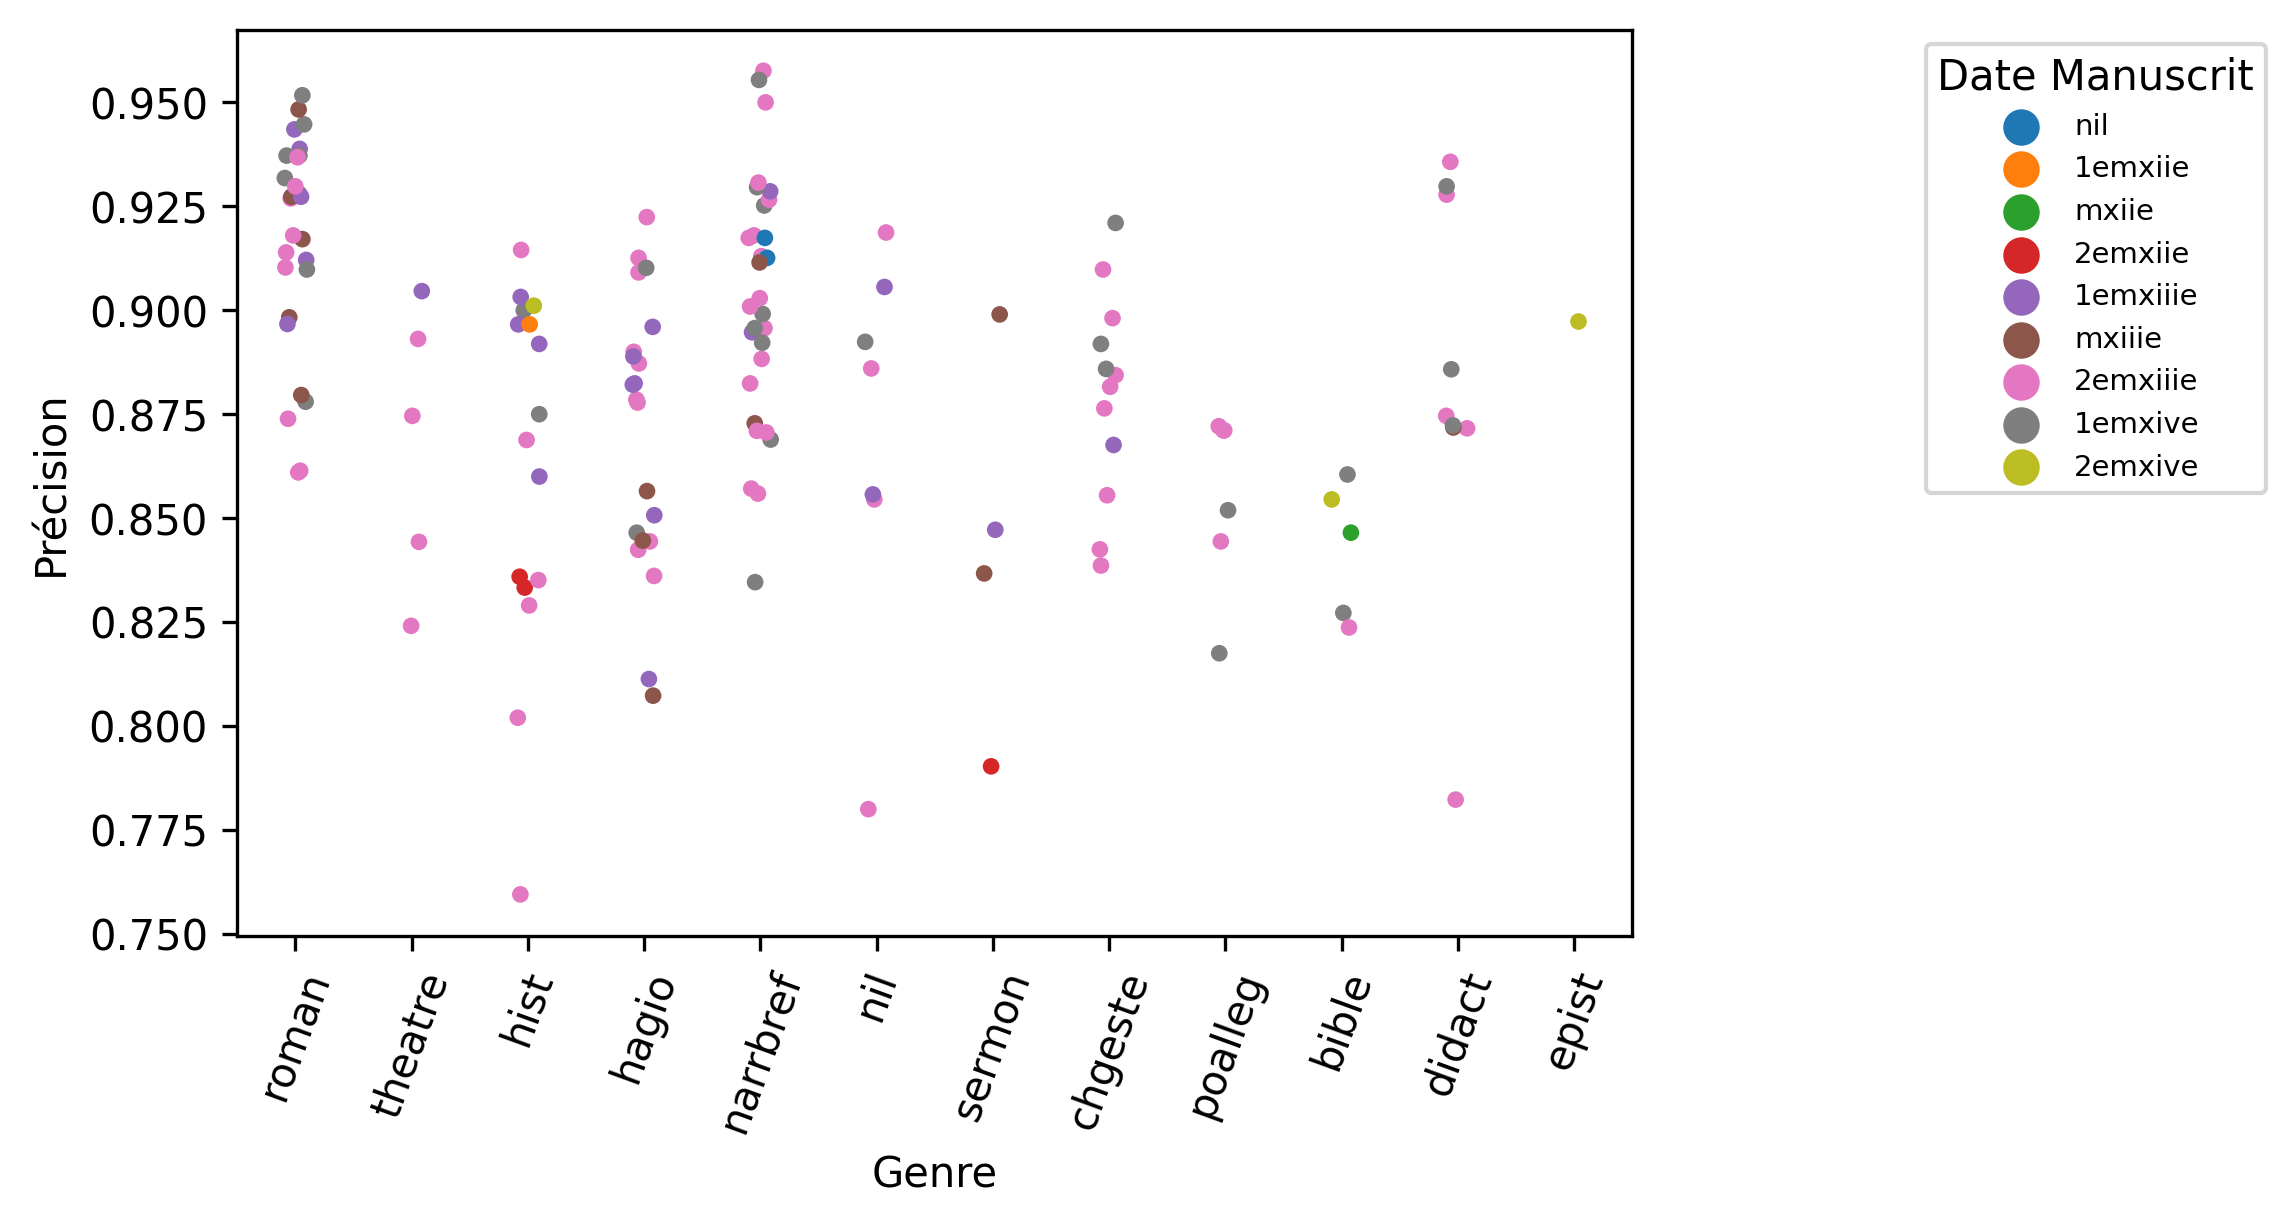 0.950
0.925
0.900
0.875
0.850
0.825
0.800
0.775
0.750
Précision
roman
theatre
hist
hagio
narrbref
nil
sermon
chgeste
poalleg
bible
didact
epist
Genre
Date Manuscrit
nil
1emxiie
mxiie
2emxiie
1emxiiie
mxiiie
2emxiiie
1emxive
2emxive